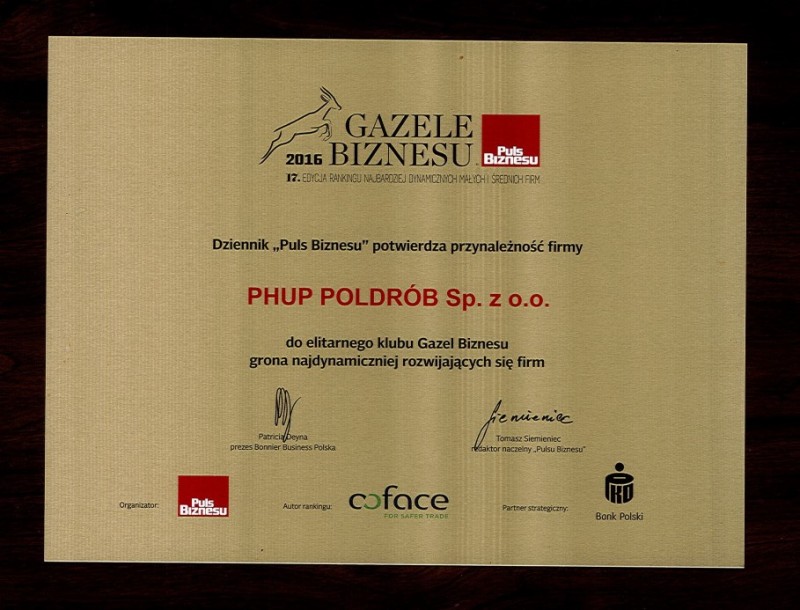 GAZELE
2016 BIZNESU
Puls
Biznesu
17. EDYCJA RANKINGU NAJBARDZIEJ DYNAMICZNYCH MAŁYCH I ŚREDNICH FIRM
Dziennik „Puls Biznesu” potwierdza przynależność firmy
PHUP POLDRÓB Sp. z o.o.
do elitarnego klubu Gazel Biznesu
grona najdynamiczniej rozwijających się firm
Siemieniec
Patricia Deyna
prezes Bonnier Business Polska
Tomasz Siemieniec
redaktor naczelny „Pulsu Biznesu”
Organizator:
Puls
Biznesu
Autor rankingu:
coface
FOR SAFER TRADE
Partner strategiczny:
PKO
Bank Polski